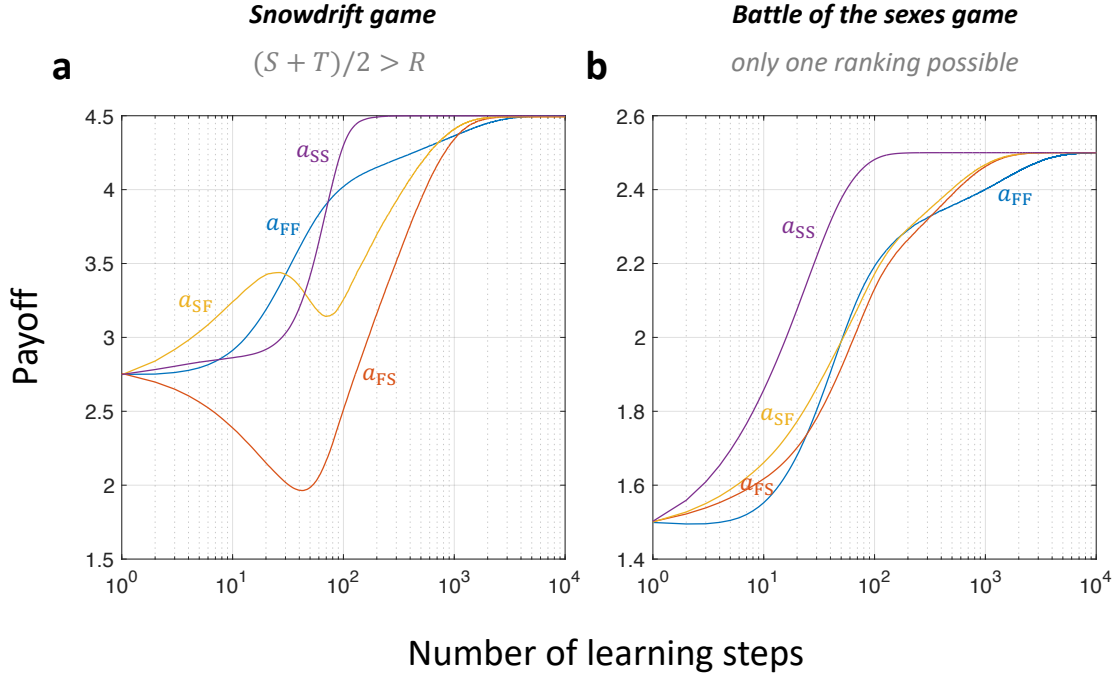 Snowdrift game
Battle of the sexes game
a
(S + T)/2 > R
b
only one ranking possible
Payoff
4.5
4
3.5
3
2.5
2
1.5
a_SS
a_FF
a_SF
a_FS
10^0
10^1
10^2
10^3
10^4
2.6
2.4
2.2
2
1.8
1.6
1.4
a_SS
a_FF
a_SF
a_FS
10^0
10^1
10^2
10^3
10^4
Number of learning steps